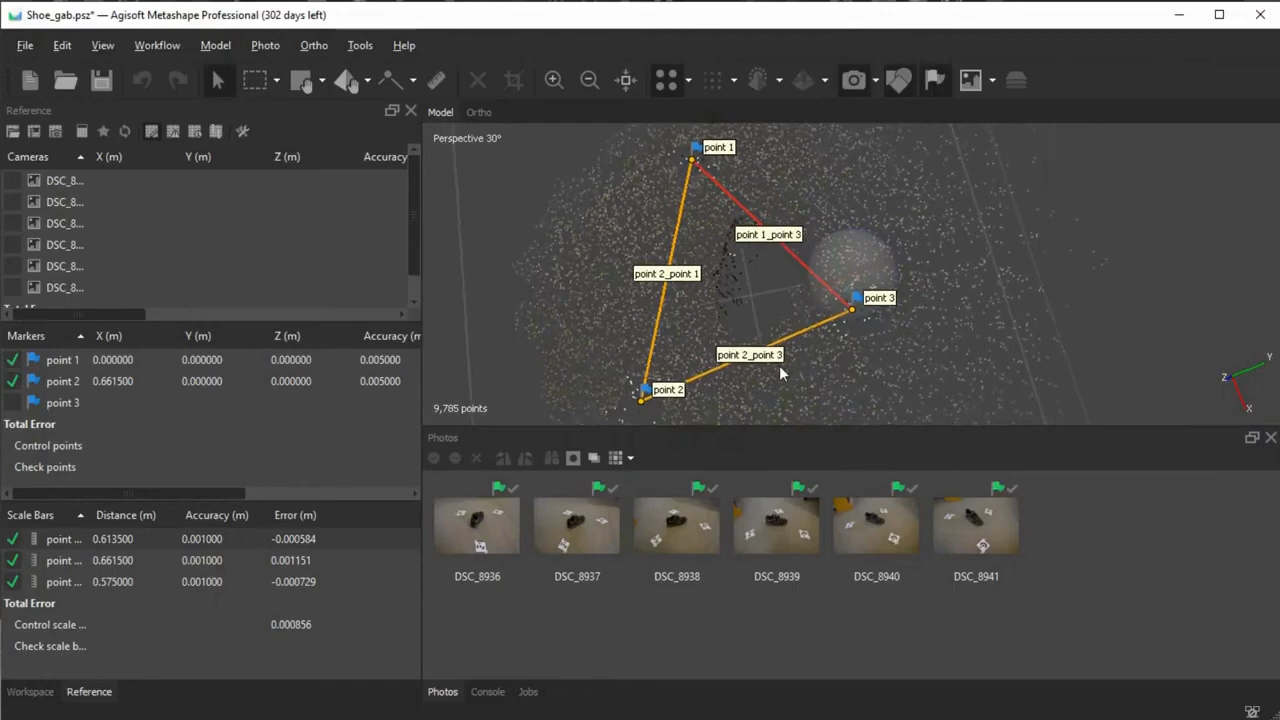 Shoe_gab.psz* — Agisoft Metashape Professional (302 days left)
File Edit View Workflow Model Photo Ortho Tools Help
Reference
Cameras X (m) Y (m) Z (m) Accuracy
DSC_8...
DSC_8...
DSC_8...
DSC_8...
DSC_8...
DSC_8...
Markers X (m) Y (m) Z (m) Accuracy (m
point 1 0.000000 0.000000 0.000000 0.005000
point 2 0.661500 0.000000 0.000000 0.005000
point 3
Total Error
Control points
Check points
Scale Bars Distance (m) Accuracy (m) Error (m)
point ... 0.613500 0.001000 -0.000584
point ... 0.661500 0.001000 0.001151
point ... 0.575000 0.001000 -0.000729
Total Error
Control scale ... 0.000856
Check scale b...
Workspace Reference
Model Ortho
Perspective 30°
point 1
point 1_point 3
point 2_point 1
point 3
point 2_point 3
point 2
9,785 points
Y
Z
X
Photos
DSC_8936 DSC_8937 DSC_8938 DSC_8939 DSC_8940 DSC_8941
Photos Console Jobs